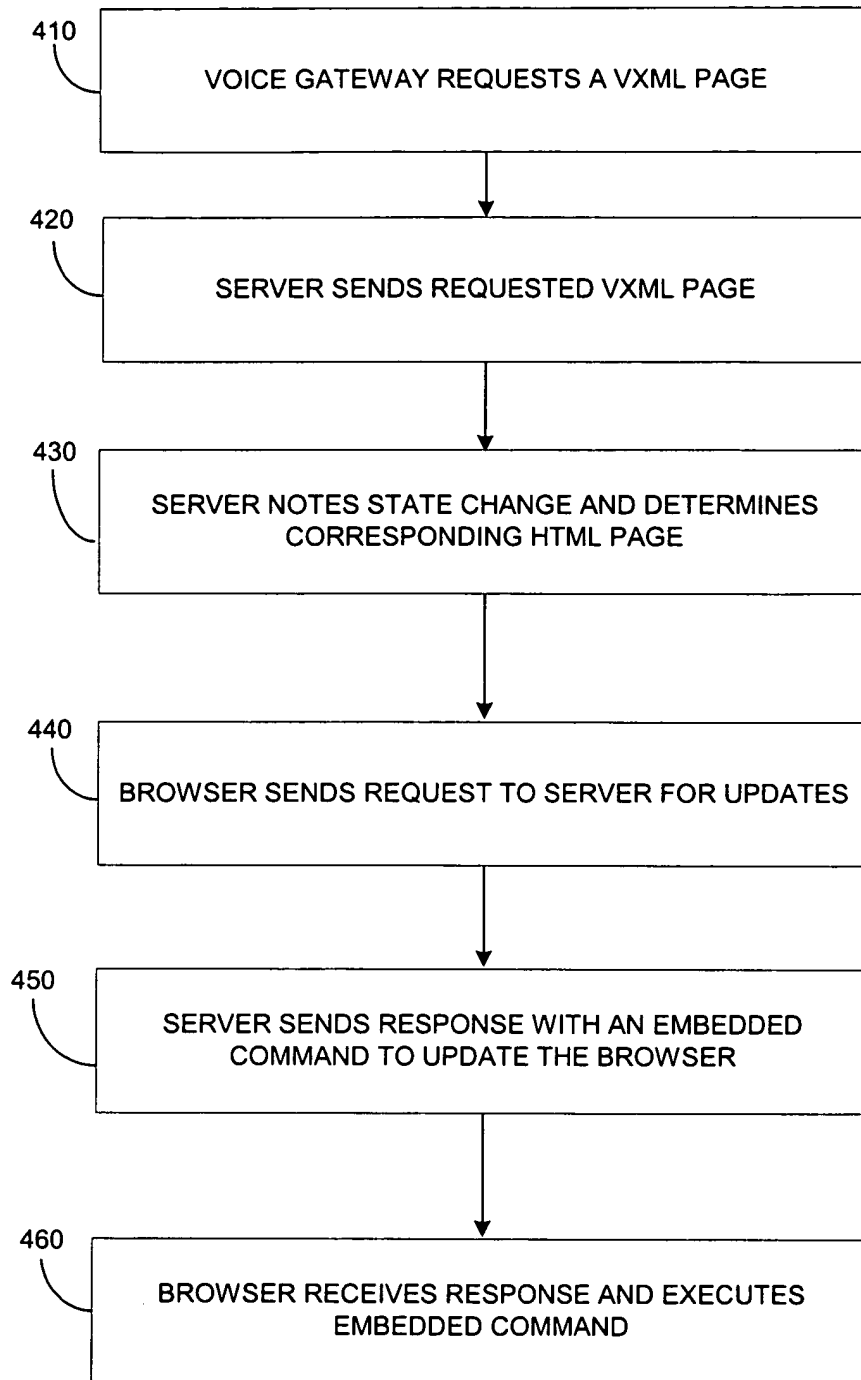 410
VOICE GATEWAY REQUESTS A VXML PAGE
420
SERVER SENDS REQUESTED VXML PAGE
430
SERVER NOTES STATE CHANGE AND DETERMINES
CORRESPONDING HTML PAGE
440
BROWSER SENDS REQUEST TO SERVER FOR UPDATES
450
SERVER SENDS RESPONSE WITH AN EMBEDDED
COMMAND TO UPDATE THE BROWSER
460
BROWSER RECEIVES RESPONSE AND EXECUTES
EMBEDDED COMMAND